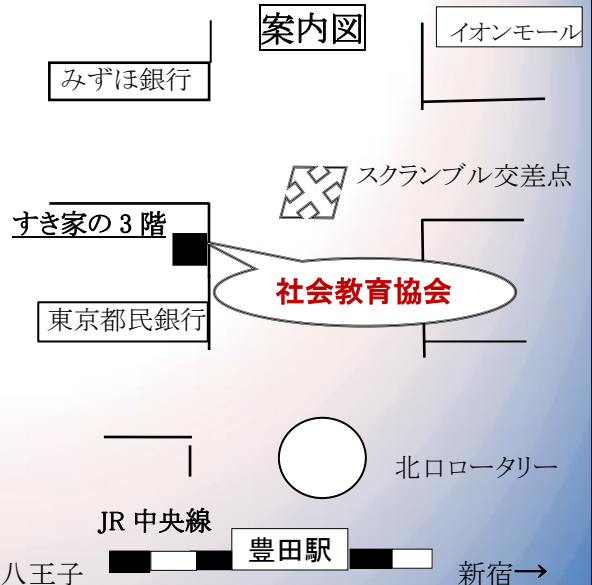 案内図
イオンモール
みずほ銀行
スクランブル交差点
すき家の3階
社会教育協会
東京都民銀行
北口ロータリー
JR 中央線
豊田駅
八王子
新宿→